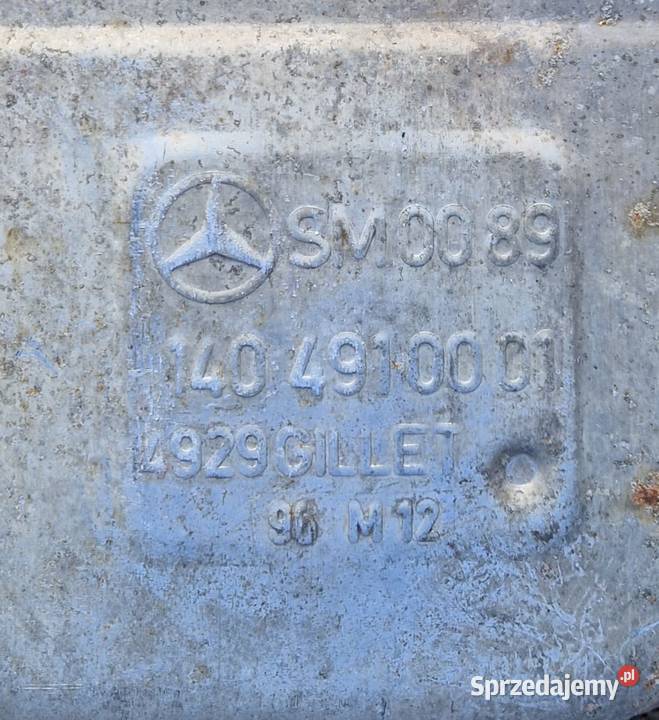 SM 00 89
140 491 00 01
4929 GILLET
96 M 12
Sprzedajemy.pl